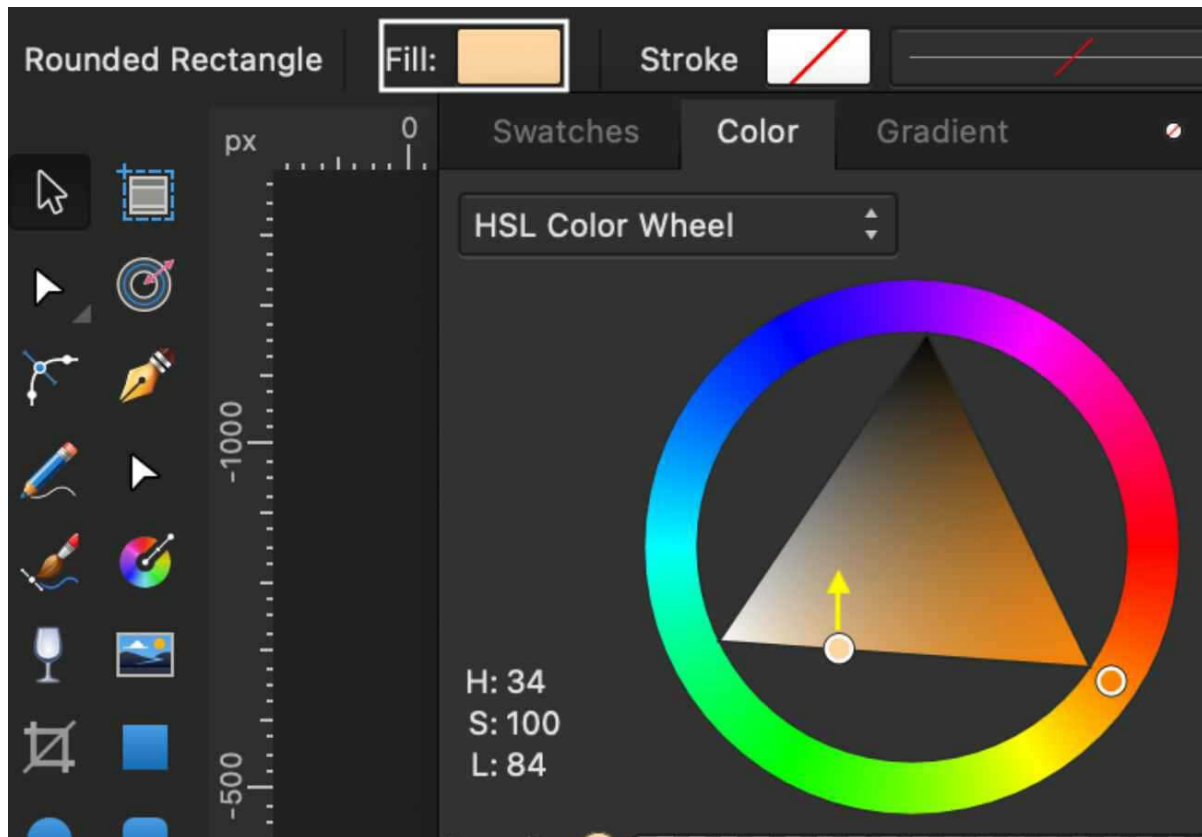 Rounded Rectangle
Fill:
Stroke
px
0
Swatches
Color
Gradient
HSL Color Wheel
-1000
H: 34
S: 100
L: 84
-500